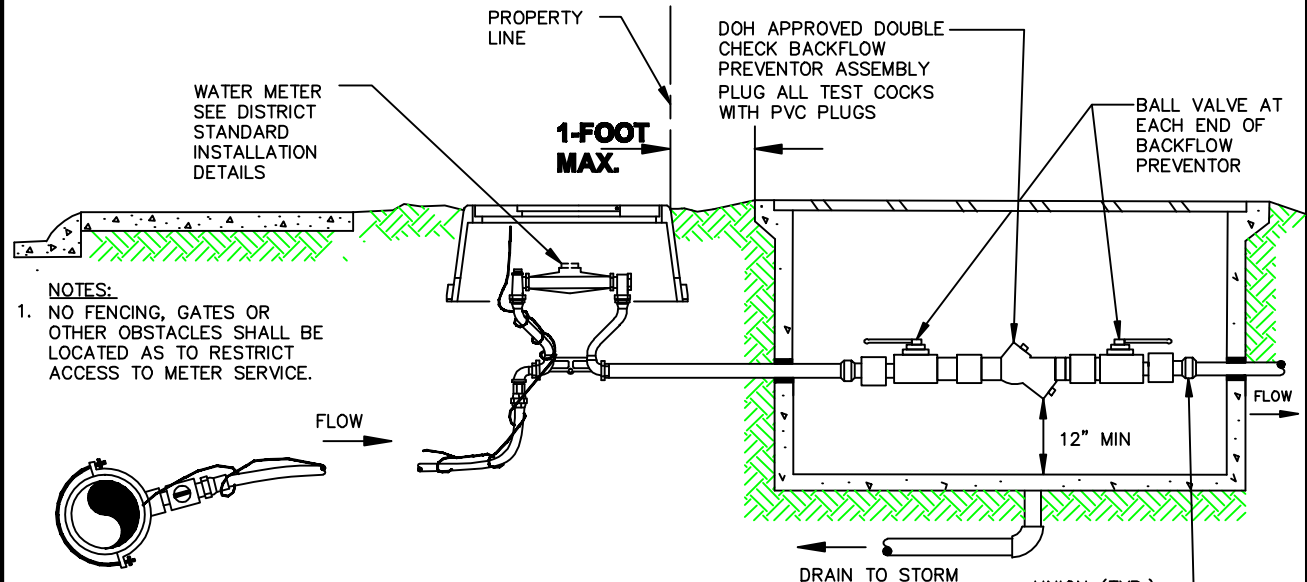 PROPERTY
LINE
DOH APPROVED DOUBLE
CHECK BACKFLOW
PREVENTOR ASSEMBLY
PLUG ALL TEST COCKS
WITH PVC PLUGS
WATER METER
SEE DISTRICT
STANDARD
INSTALLATION
DETAILS
1-FOOT
MAX.
BALL VALVE AT
EACH END OF
BACKFLOW
PREVENTOR
NOTES:
1. NO FENCING, GATES OR
OTHER OBSTACLES SHALL BE
LOCATED AS TO RESTRICT
ACCESS TO METER SERVICE.
FLOW
FLOW
12" MIN
DRAIN TO STORM
UNION (TYP.)